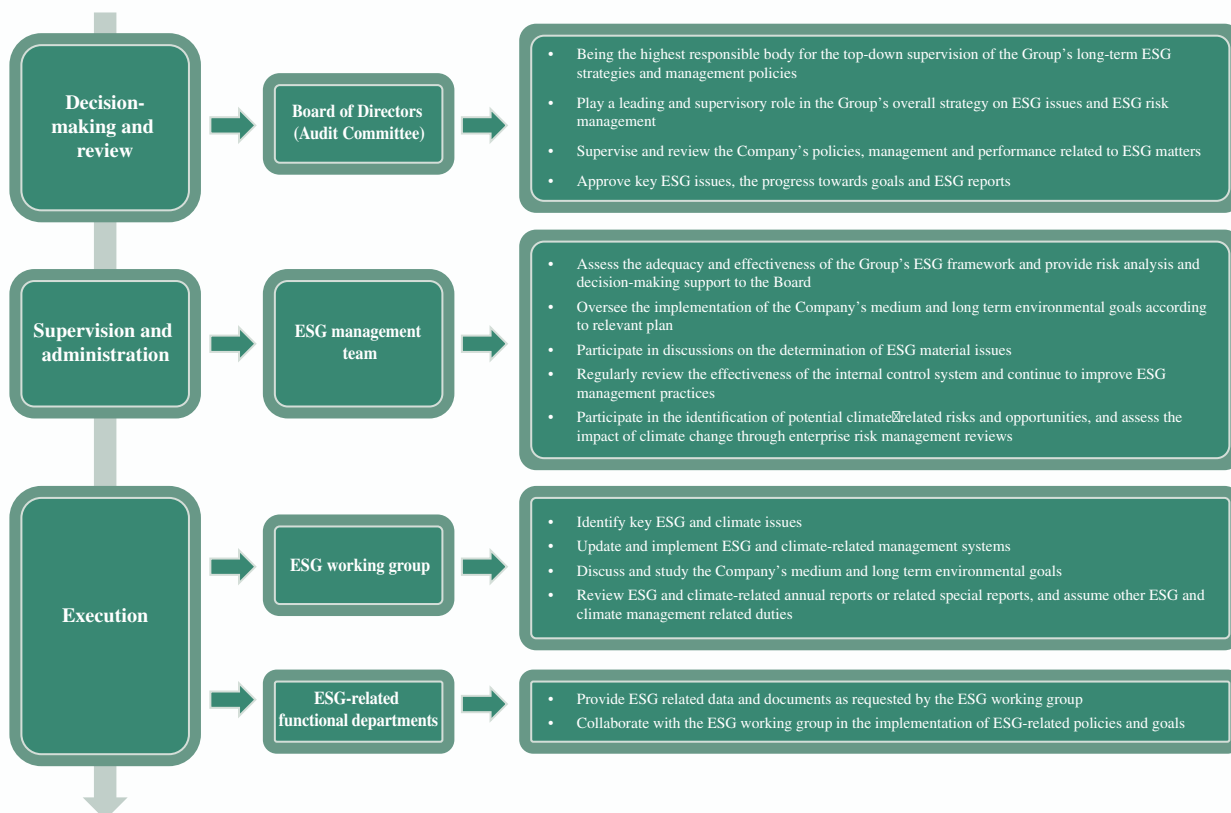 Decision-
making and
review
Board of Directors
(Audit Committee)
• Being the highest responsible body for the top-down supervision of the Group's long-term ESG
strategies and management policies
• Play a leading and supervisory role in the Group's overall strategy on ESG issues and ESG risk
management
• Supervise and review the Company's policies, management and performance related to ESG matters
• Approve key ESG issues, the progress towards goals and ESG reports
Supervision and
administration
ESG management
team
• Assess the adequacy and effectiveness of the Group's ESG framework and provide risk analysis and
decision-making support to the Board
• Oversee the implementation of the Company's medium and long term environmental goals according
to relevant plan
• Participate in discussions on the determination of ESG material issues
• Regularly review the effectiveness of the internal control system and continue to improve ESG
management practices
• Participate in the identification of potential climate⍰related risks and opportunities, and assess the
impact of climate change through enterprise risk management reviews
Execution
ESG working group
• Identify key ESG and climate issues
• Update and implement ESG and climate-related management systems
• Discuss and study the Company's medium and long term environmental goals
• Review ESG and climate-related annual reports or related special reports, and assume other ESG and
climate management related duties
ESG-related
functional departments
• Provide ESG related data and documents as requested by the ESG working group
• Collaborate with the ESG working group in the implementation of ESG-related policies and goals